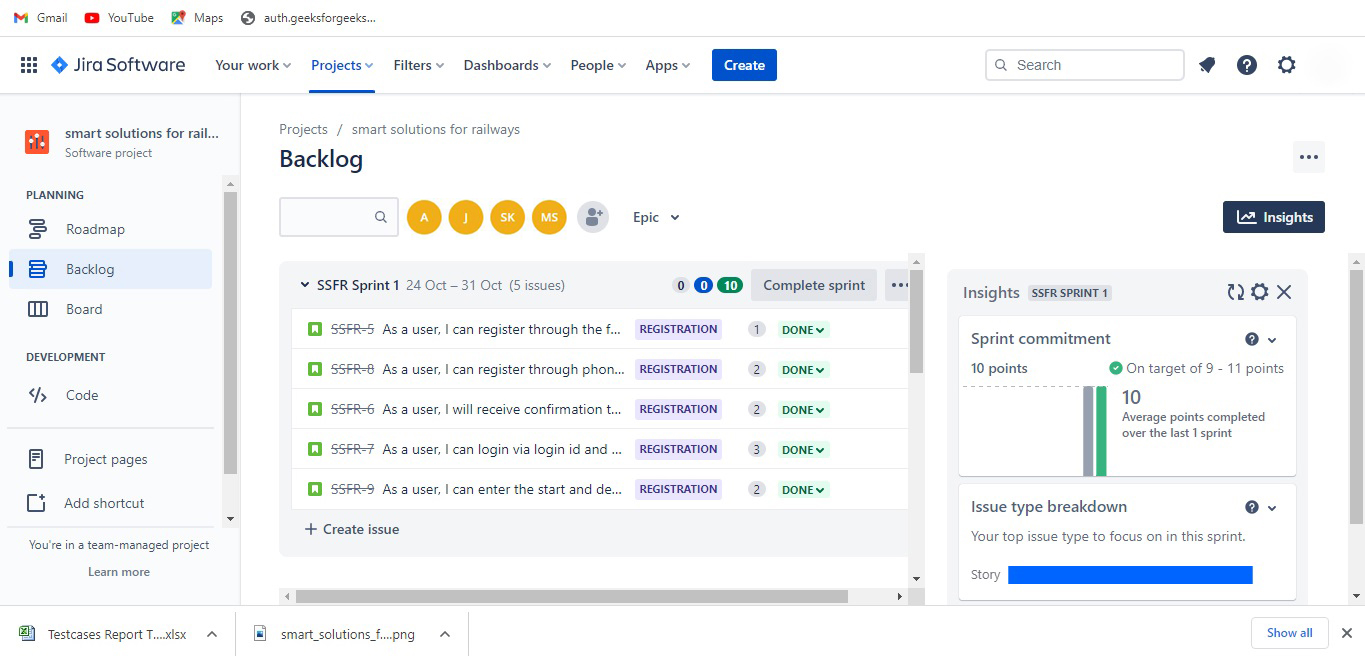 Gmail YouTube Maps auth.geeksforgeeks...
Jira Software Your work Projects Filters Dashboards People Apps Create Search
smart solutions for rail...
Software project
PLANNING
Roadmap
Backlog
Board
DEVELOPMENT
Code
Project pages
Add shortcut
You're in a team-managed project
Learn more
Projects / smart solutions for railways
Backlog
A J SK MS Epic Insights
SSFR Sprint 1 24 Oct – 31 Oct (5 issues) 0 0 10 Complete sprint
SSFR-5 As a user, I can register through the f... REGISTRATION 1 DONE
SSFR-8 As a user, I can register through phon... REGISTRATION 2 DONE
SSFR-6 As a user, I will receive confirmation t... REGISTRATION 2 DONE
SSFR-7 As a user, I can login via login id and ... REGISTRATION 3 DONE
SSFR-9 As a user, I can enter the start and de... REGISTRATION 2 DONE
+ Create issue
Insights SSFR SPRINT 1
Sprint commitment
10 points On target of 9 - 11 points
10
Average points completed
over the last 1 sprint
Issue type breakdown
Your top issue type to focus on in this sprint.
Story
Testcases Report T....xlsx smart_solutions_f....png Show all